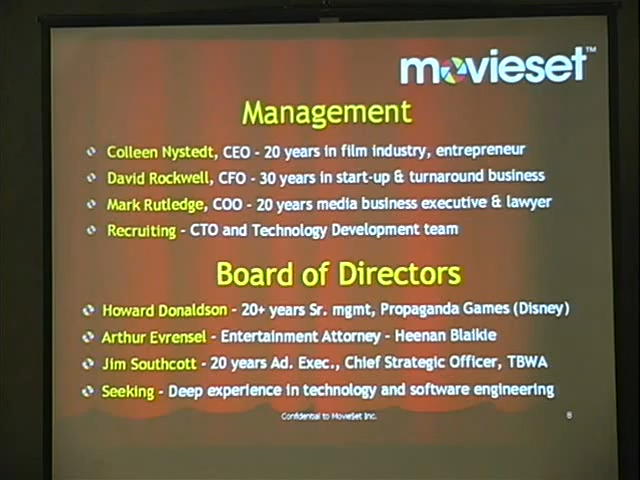 movieset™
Management
Colleen Nystedt, CEO - 20 years in film industry, entrepreneur
David Rockwell, CFO - 30 years in start-up & turnaround business
Mark Rutledge, COO - 20 years media business executive & lawyer
Recruiting - CTO and Technology Development team
Board of Directors
Howard Donaldson - 20+ years Sr. mgmt, Propaganda Games (Disney)
Arthur Evrensel - Entertainment Attorney - Heenan Blaikie
Jim Southcott - 20 years Ad. Exec., Chief Strategic Officer, TBWA
Seeking - Deep experience in technology and software engineering
Confidential to MovieSet Inc.
8